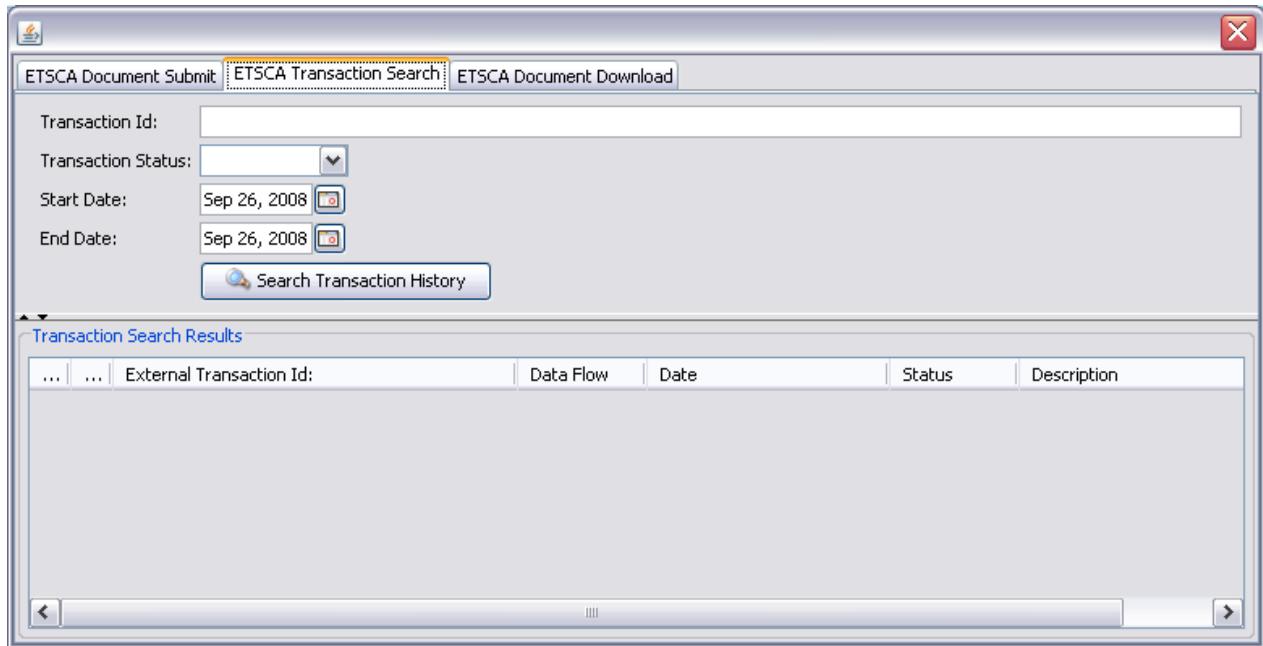 ETSCA Document Submit ETSCA Transaction Search ETSCA Document Download
Transaction Id:
Transaction Status:
Start Date: Sep 26, 2008
End Date: Sep 26, 2008
Search Transaction History
Transaction Search Results
... ... External Transaction Id: Data Flow Date Status Description